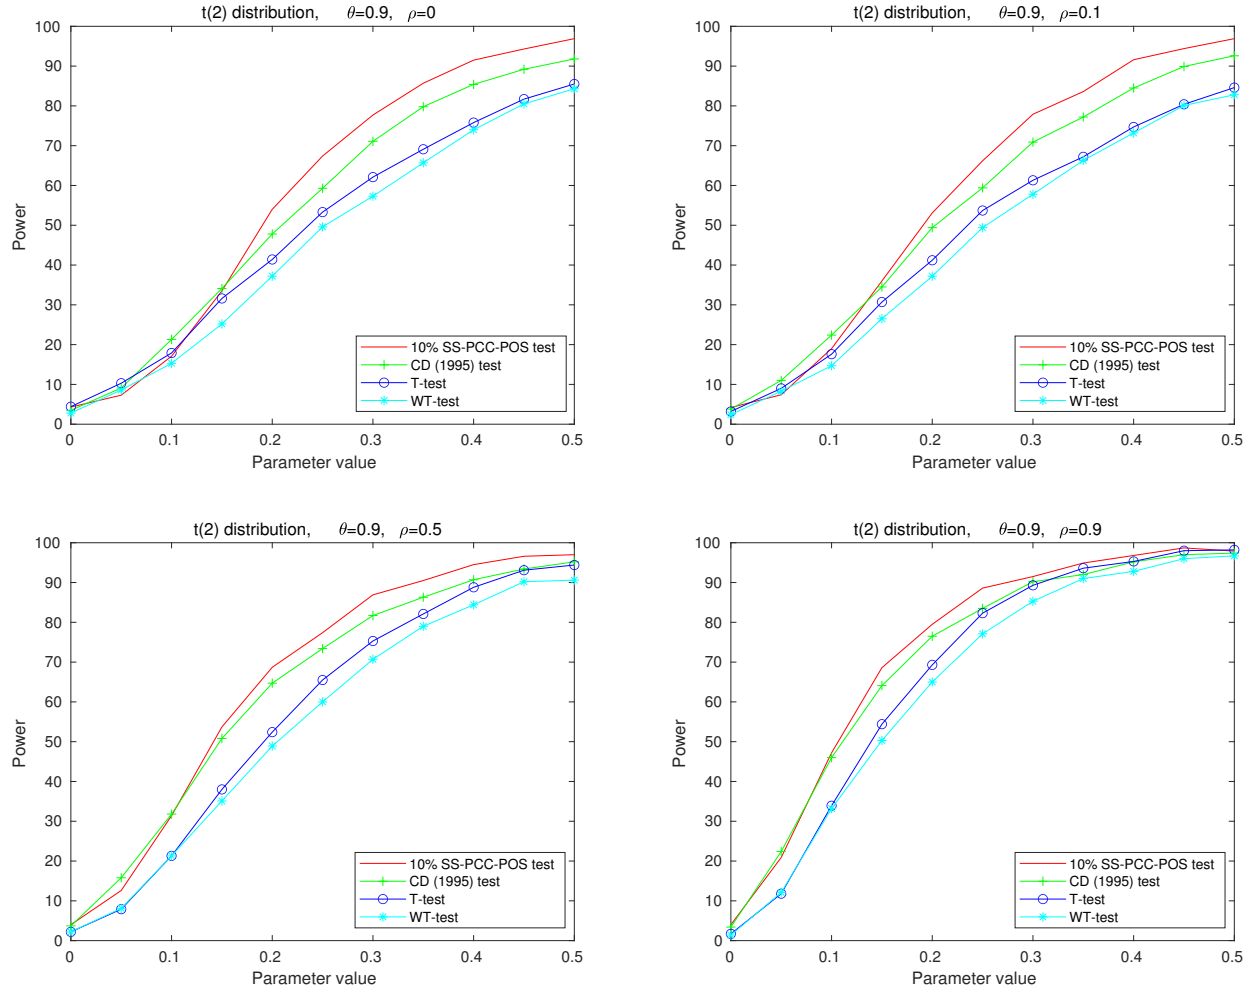 t(2) distribution, θ=0.9, ρ=0
100
90
80
70
60
50
40
30
20
10
0
Power
0 0.1 0.2 0.3 0.4 0.5
Parameter value
10% SS-PCC-POS test
CD (1995) test
T-test
WT-test
t(2) distribution, θ=0.9, ρ=0.1
100
90
80
70
60
50
40
30
20
10
0
Power
0 0.1 0.2 0.3 0.4 0.5
Parameter value
10% SS-PCC-POS test
CD (1995) test
T-test
WT-test
t(2) distribution, θ=0.9, ρ=0.5
100
90
80
70
60
50
40
30
20
10
0
Power
0 0.1 0.2 0.3 0.4 0.5
Parameter value
10% SS-PCC-POS test
CD (1995) test
T-test
WT-test
t(2) distribution, θ=0.9, ρ=0.9
100
90
80
70
60
50
40
30
20
10
0
Power
0 0.1 0.2 0.3 0.4 0.5
Parameter value
10% SS-PCC-POS test
CD (1995) test
T-test
WT-test